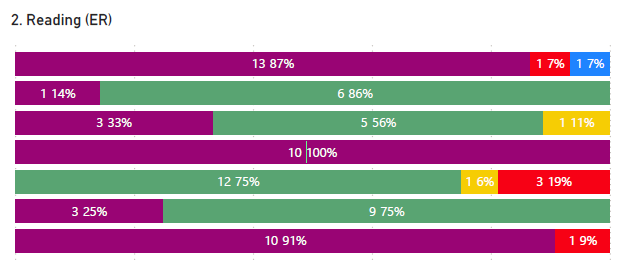 2. Reading (ER)
13 87% 1 7% 1 7%
1 14% 6 86%
3 33% 5 56% 1 11%
10 100%
12 75% 1 6% 3 19%
3 25% 9 75%
10 91% 1 9%